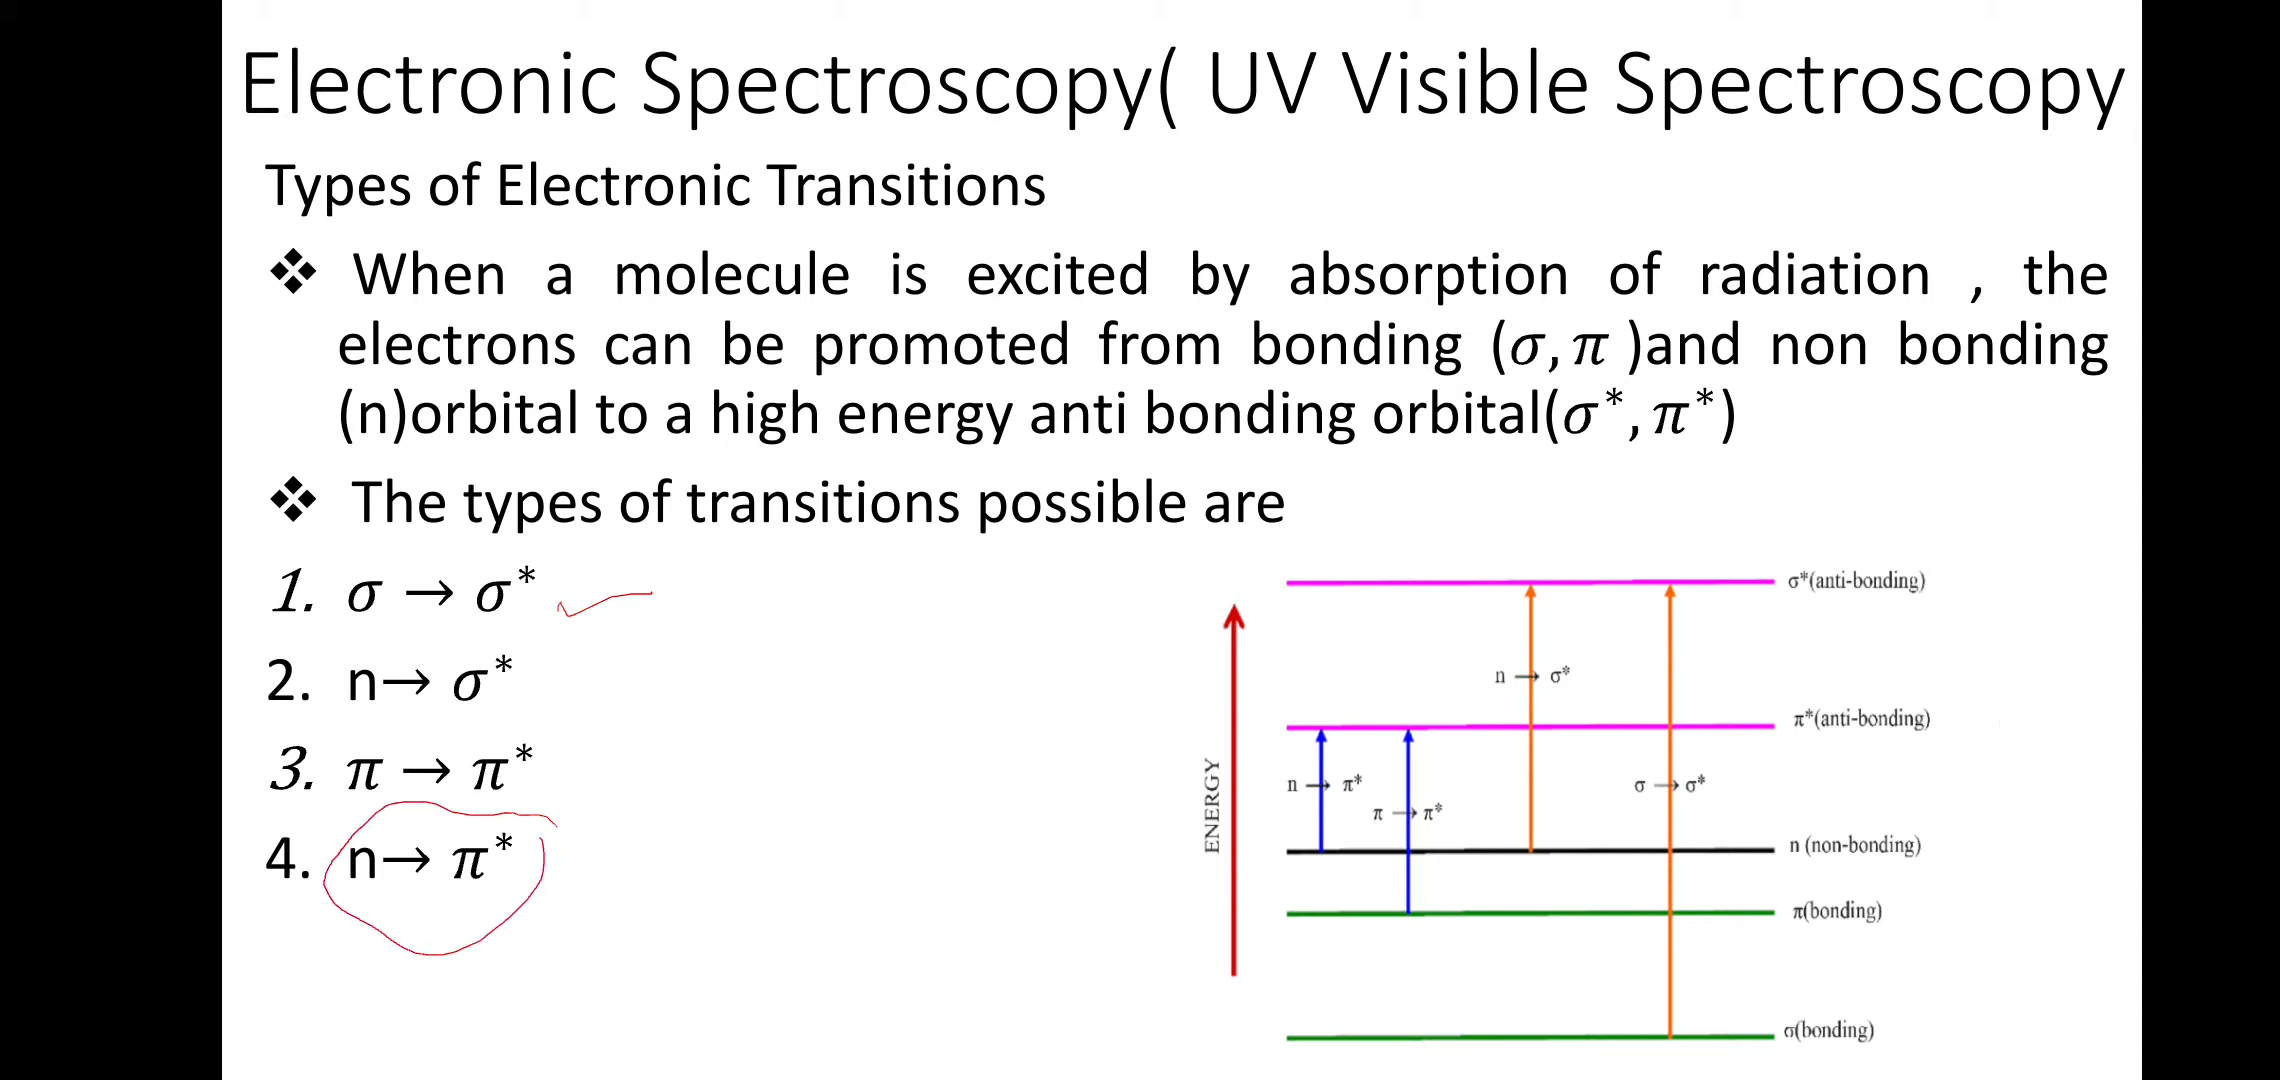 Electronic Spectroscopy( UV Visible Spectroscopy
Types of Electronic Transitions
❖ When a molecule is excited by absorption of radiation , the
electrons can be promoted from bonding (σ,π )and non bonding
(n)orbital to a high energy anti bonding orbital(σ*,π*)
❖ The types of transitions possible are
1. σ → σ*
2. n→ σ*
3. π → π*
4. n→ π*
ENERGY
σ*(anti-bonding)
n → σ*
π*(anti-bonding)
n → π*
σ → σ*
π → π*
n (non-bonding)
π(bonding)
σ(bonding)